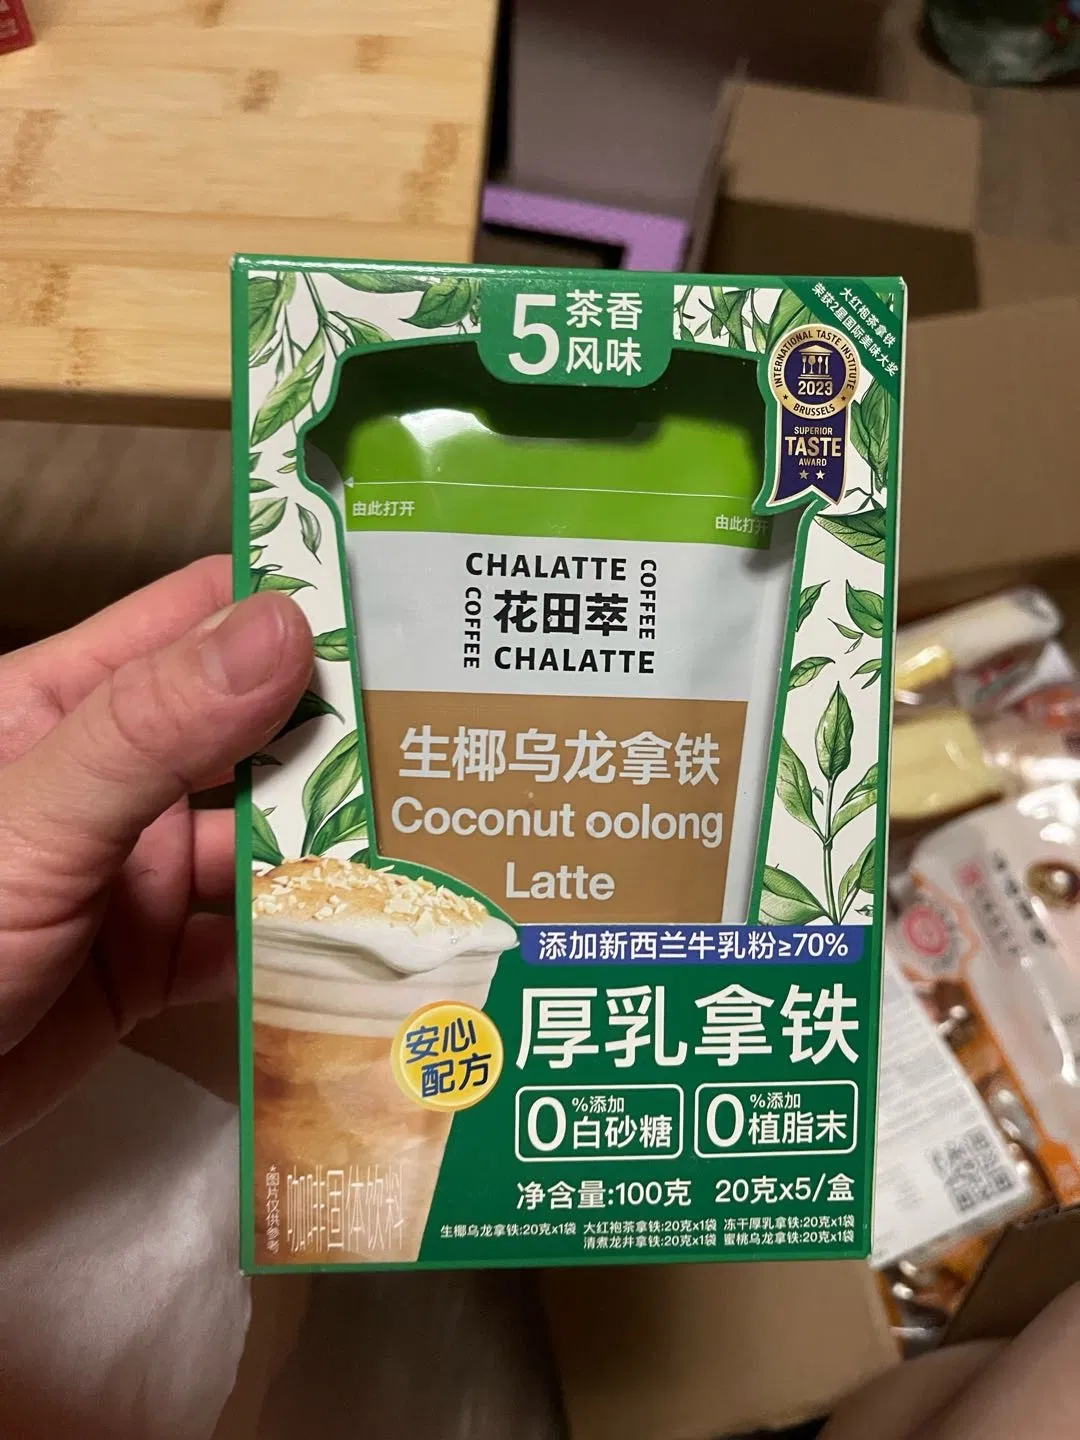 5
茶香
风味
大红袍茶拿铁
荣获2星国际美味大奖
INTERNATIONAL TASTE INSTITUTE
2023
BRUSSELS
SUPERIOR
TASTE
AWARD
由此打开
由此打开
CHALATTE
COFFEE
花田萃
COFFEE
CHALATTE
生椰乌龙拿铁
Coconut oolong
Latte
添加新西兰牛乳粉≥70%
厚乳拿铁
安心
配方
0%添加
白砂糖
0%添加
植脂末
净含量:100克 20克x5/盒
生椰乌龙拿铁:20克x1袋 大红袍茶拿铁:20克x1袋 冻干厚乳拿铁:20克x1袋
清煮龙井拿铁:20克x1袋 蜜桃乌龙拿铁:20克x1袋
咖啡固体饮料
*图片仅供参考